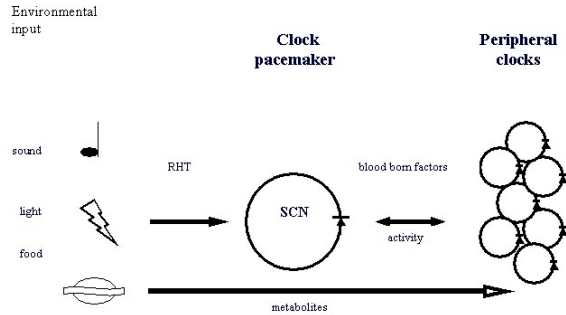 Environmental
input
Clock
pacemaker
Peripheral
clocks
sound
RHT
blood born factors
light
SCN
activity
food
metabolites